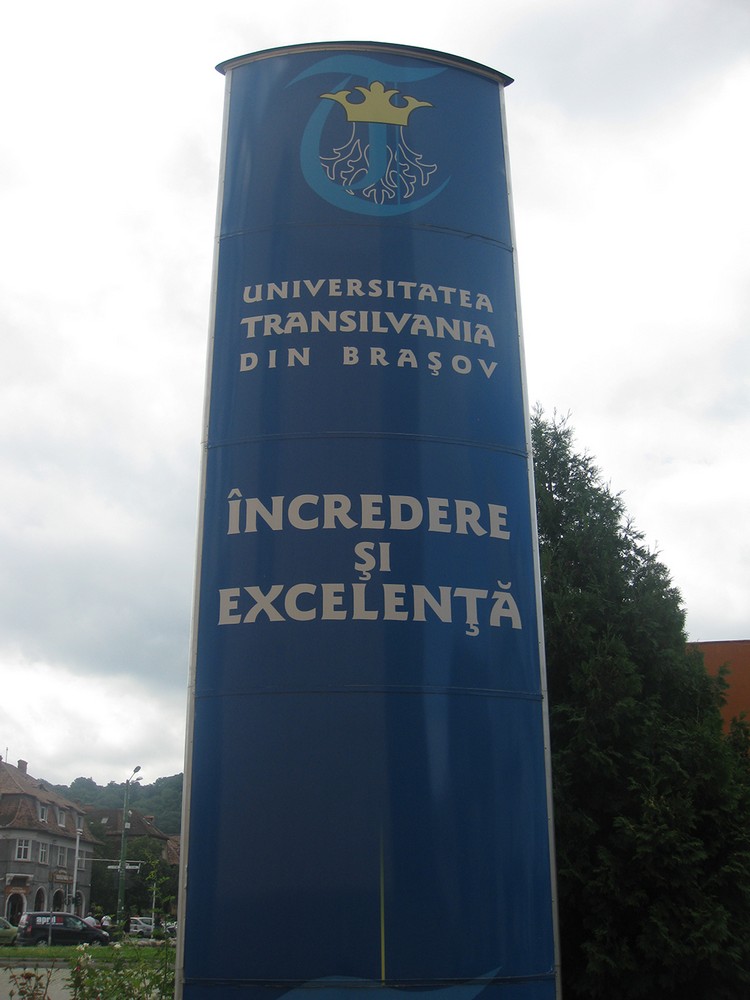 UNIVERSITATEA
TRANSILVANIA
DIN BRAŞOV
ÎNCREDERE
ŞI
EXCELENŢĂ